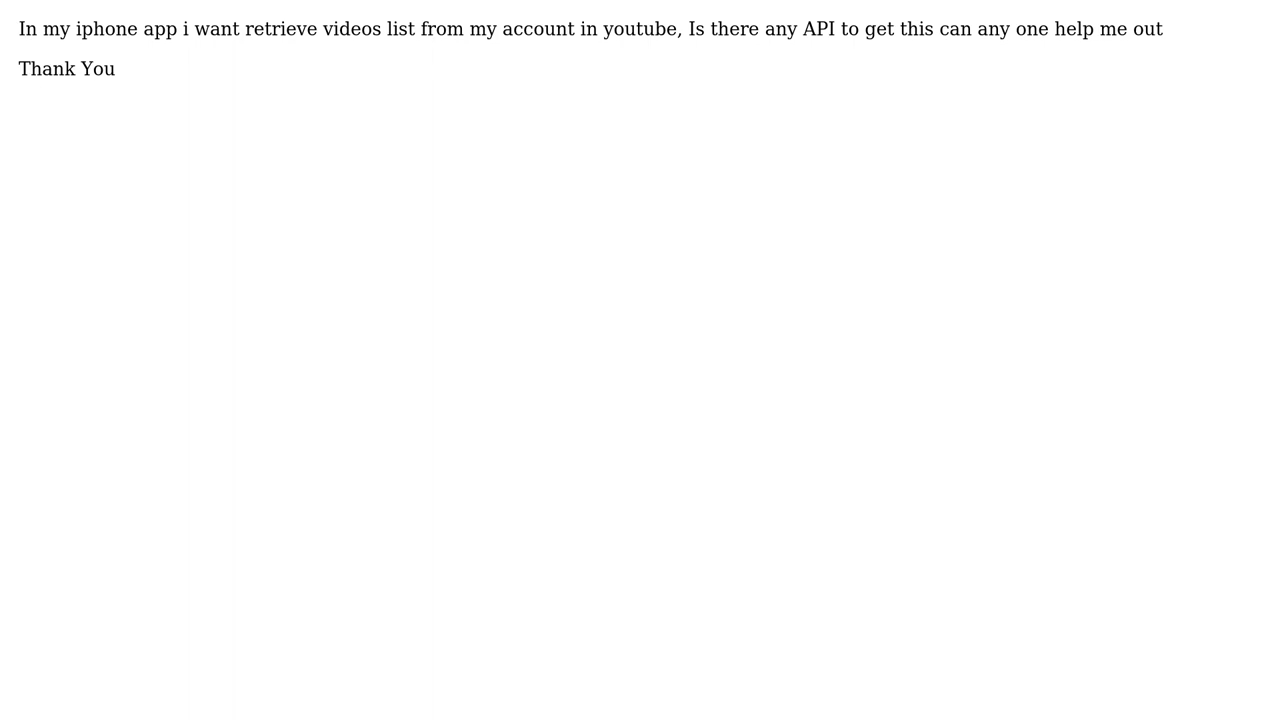 In my iphone app i want retrieve videos list from my account in youtube, Is there any API to get this can any one help me out
Thank You